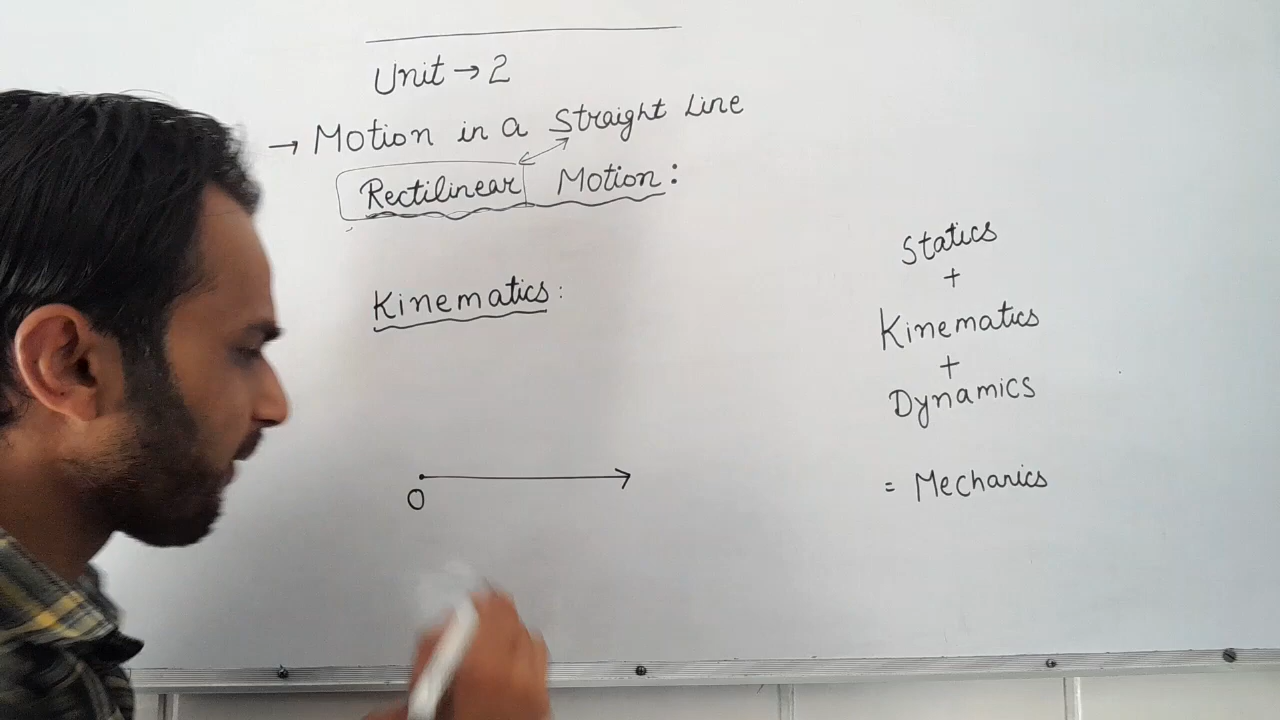 Unit → 2
→ Motion in a Straight Line
Rectilinear Motion:
Kinematics:
O
Statics
+
Kinematics
+
Dynamics
= Mechanics